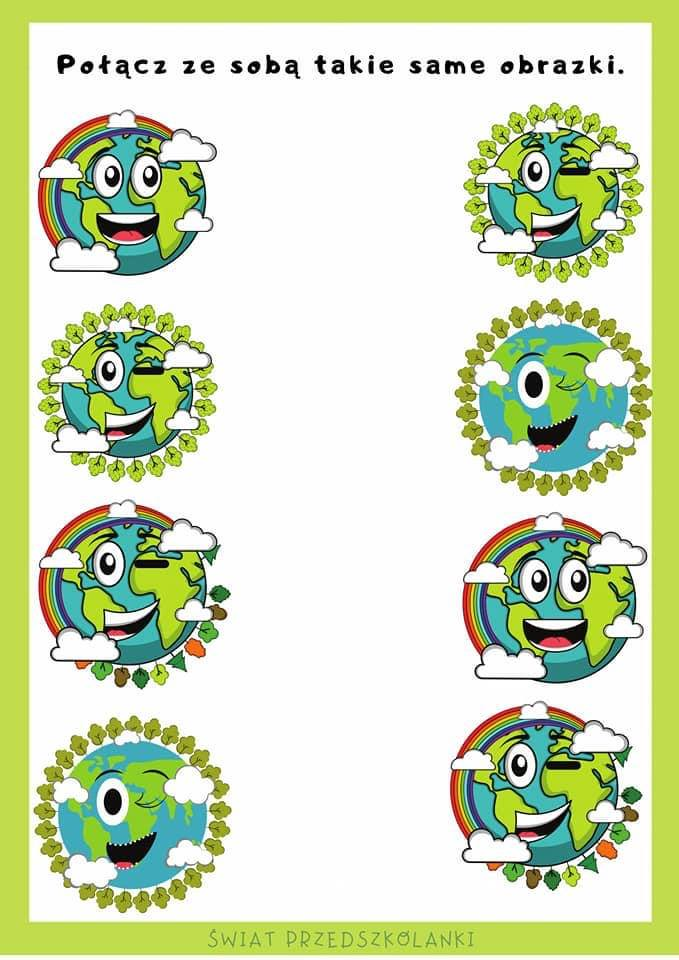 Połącz ze sobą takie same obrazki.
ŚWIAT PRZEDSZKOLANKI